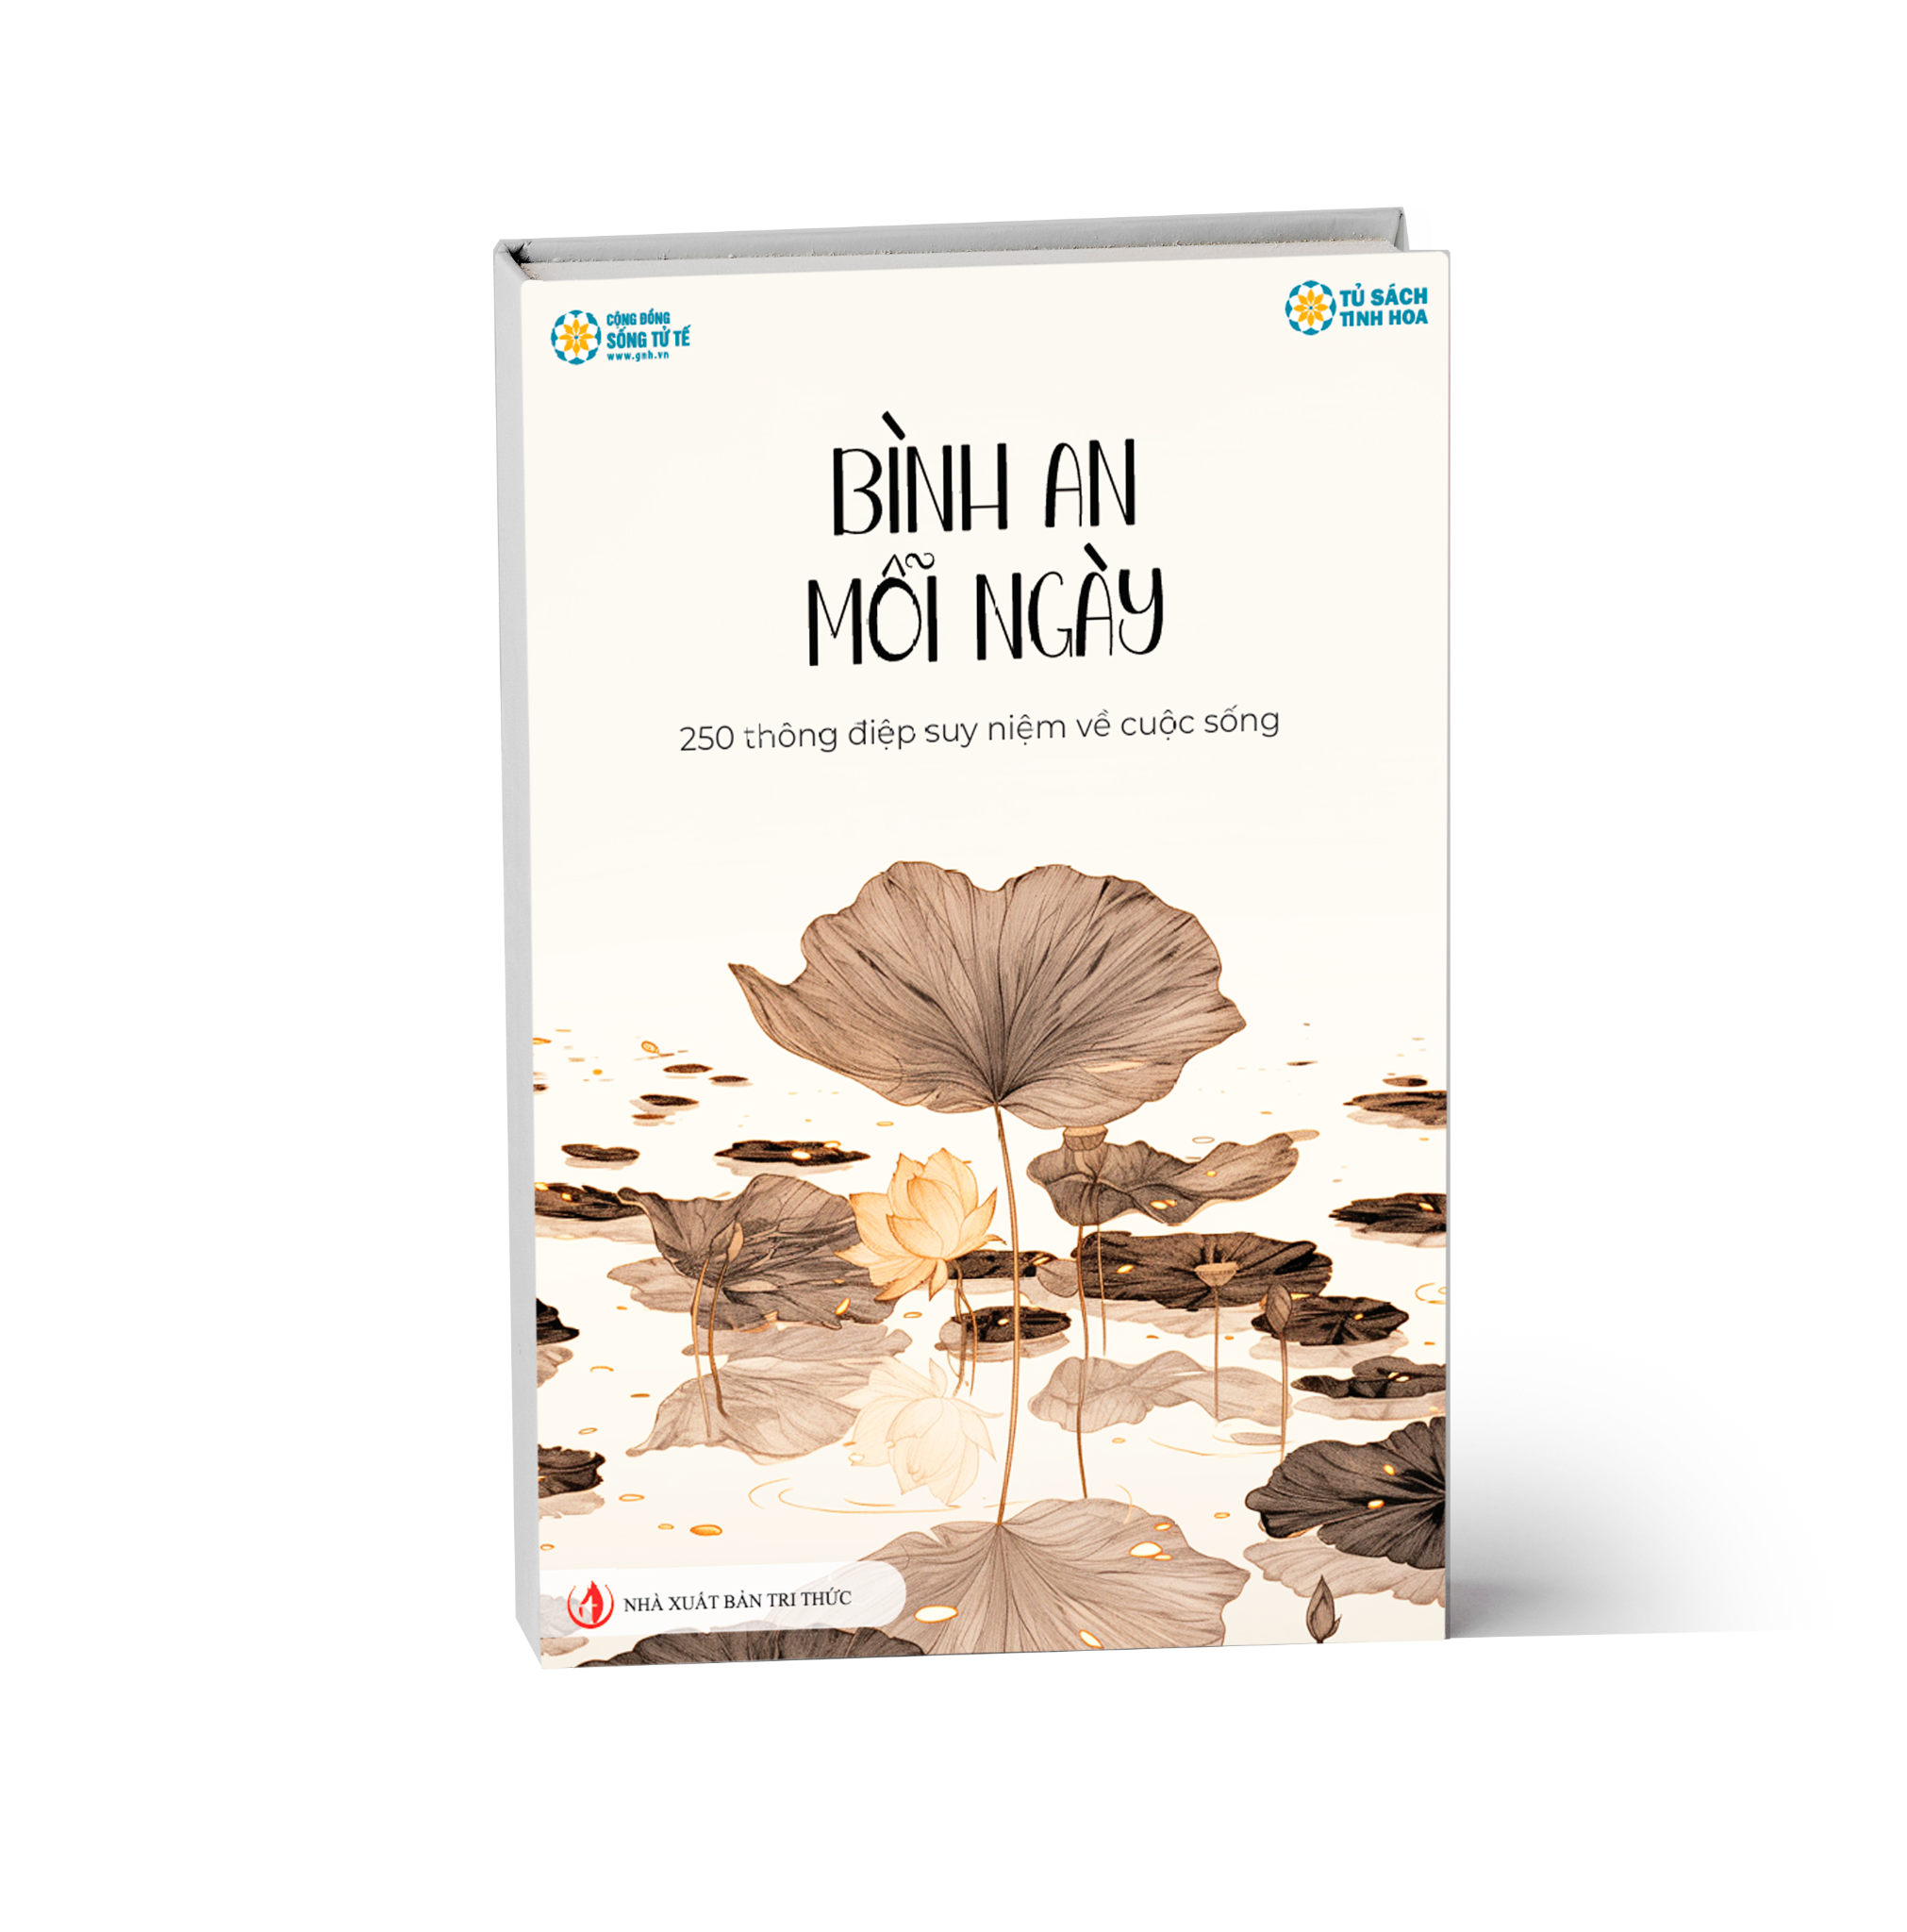 CỘNG ĐỒNG
SỐNG TỬ TẾ
www.gnh.vn
TỦ SÁCH
TINH HOA
BÌNH AN
MỖI NGÀY
250 thông điệp suy niệm về cuộc sống
NHÀ XUẤT BẢN TRI THỨC